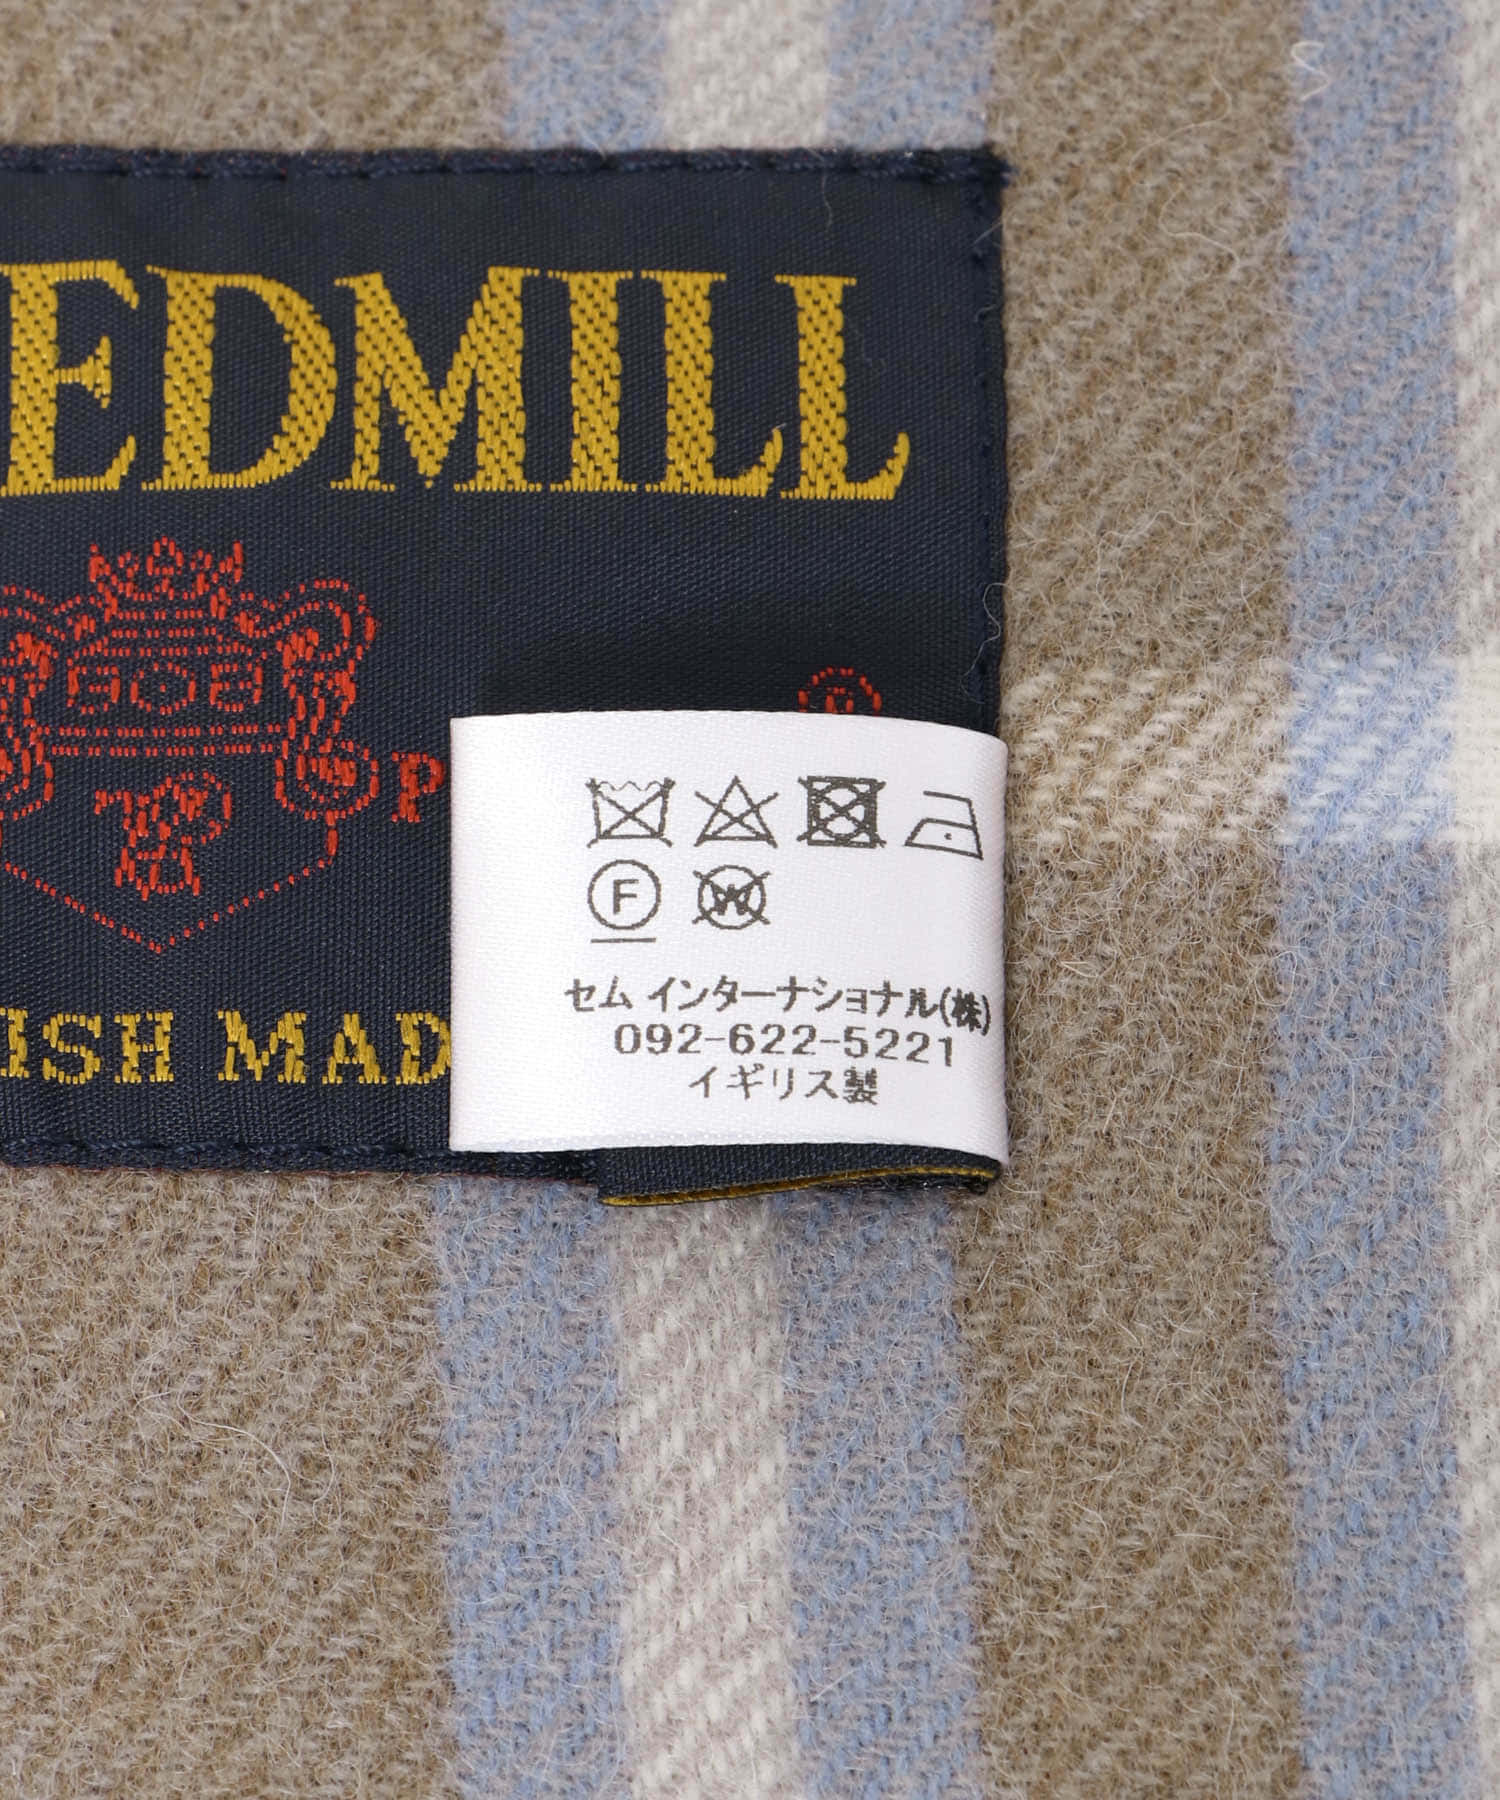 EDMILL
P
ISH MAD
F
W
セム インターナショナル(株)
092-622-5221
イギリス製